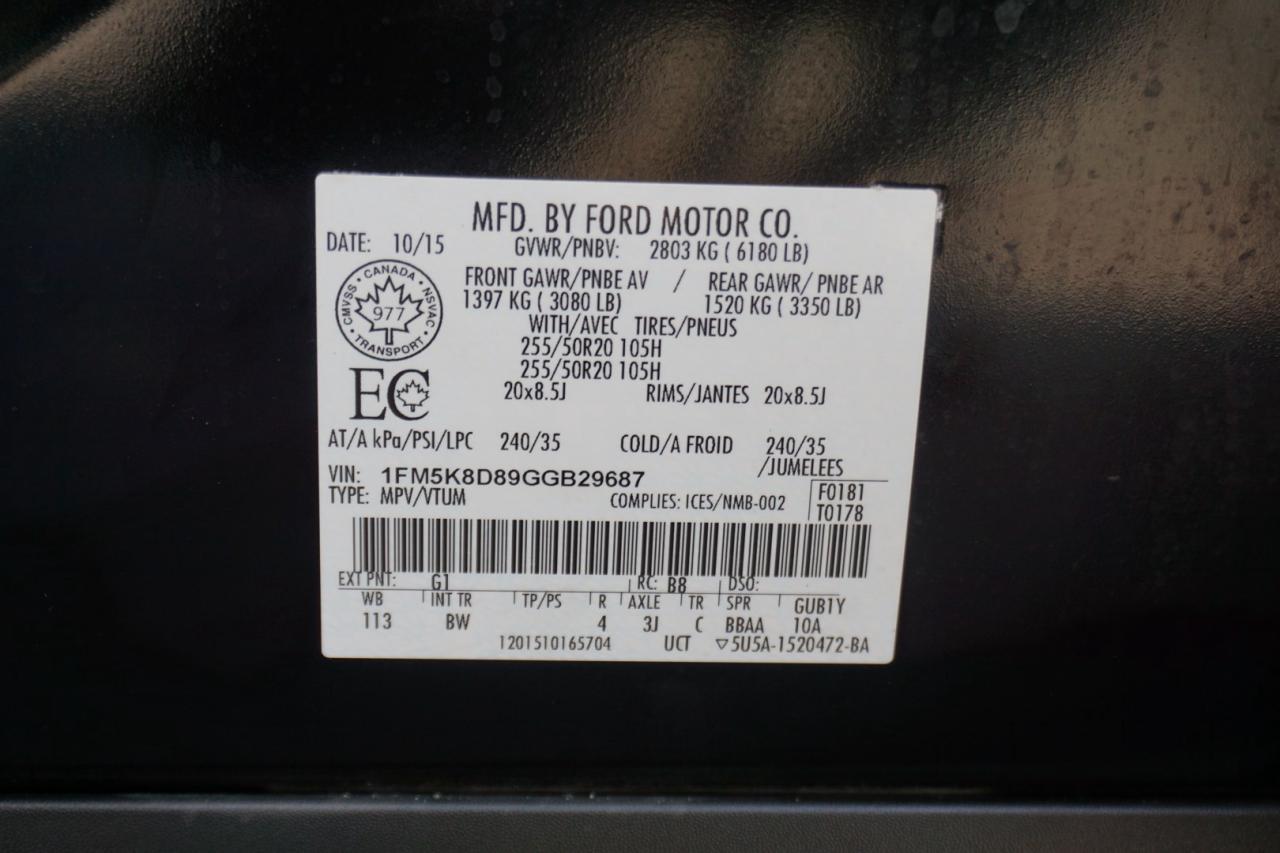 MFD. BY FORD MOTOR CO.
DATE: 10/15 GVWR/PNBV: 2803 KG ( 6180 LB)
FRONT GAWR/PNBE AV / REAR GAWR/ PNBE AR
1397 KG ( 3080 LB) 1520 KG ( 3350 LB)
WITH/AVEC TIRES/PNEUS
255/50R20 105H
255/50R20 105H
20x8.5J RIMS/JANTES 20x8.5J
CMVSS • CANADA • NSVAC • TRANSPORT •
977
EC
AT/A kPa/PSI/LPC 240/35 COLD/A FROID 240/35
/JUMELEES
VIN: 1FM5K8D89GGB29687
TYPE: MPV/VTUM COMPLIES: ICES/NMB-002
F0181
T0178
EXT PNT: G1 RC: B8 DSO:
WB INT TR TP/PS R AXLE TR SPR GUB1Y
113 BW 4 3J C BBAA 10A
1201510165704 UCT ▽5U5A-1520472-BA